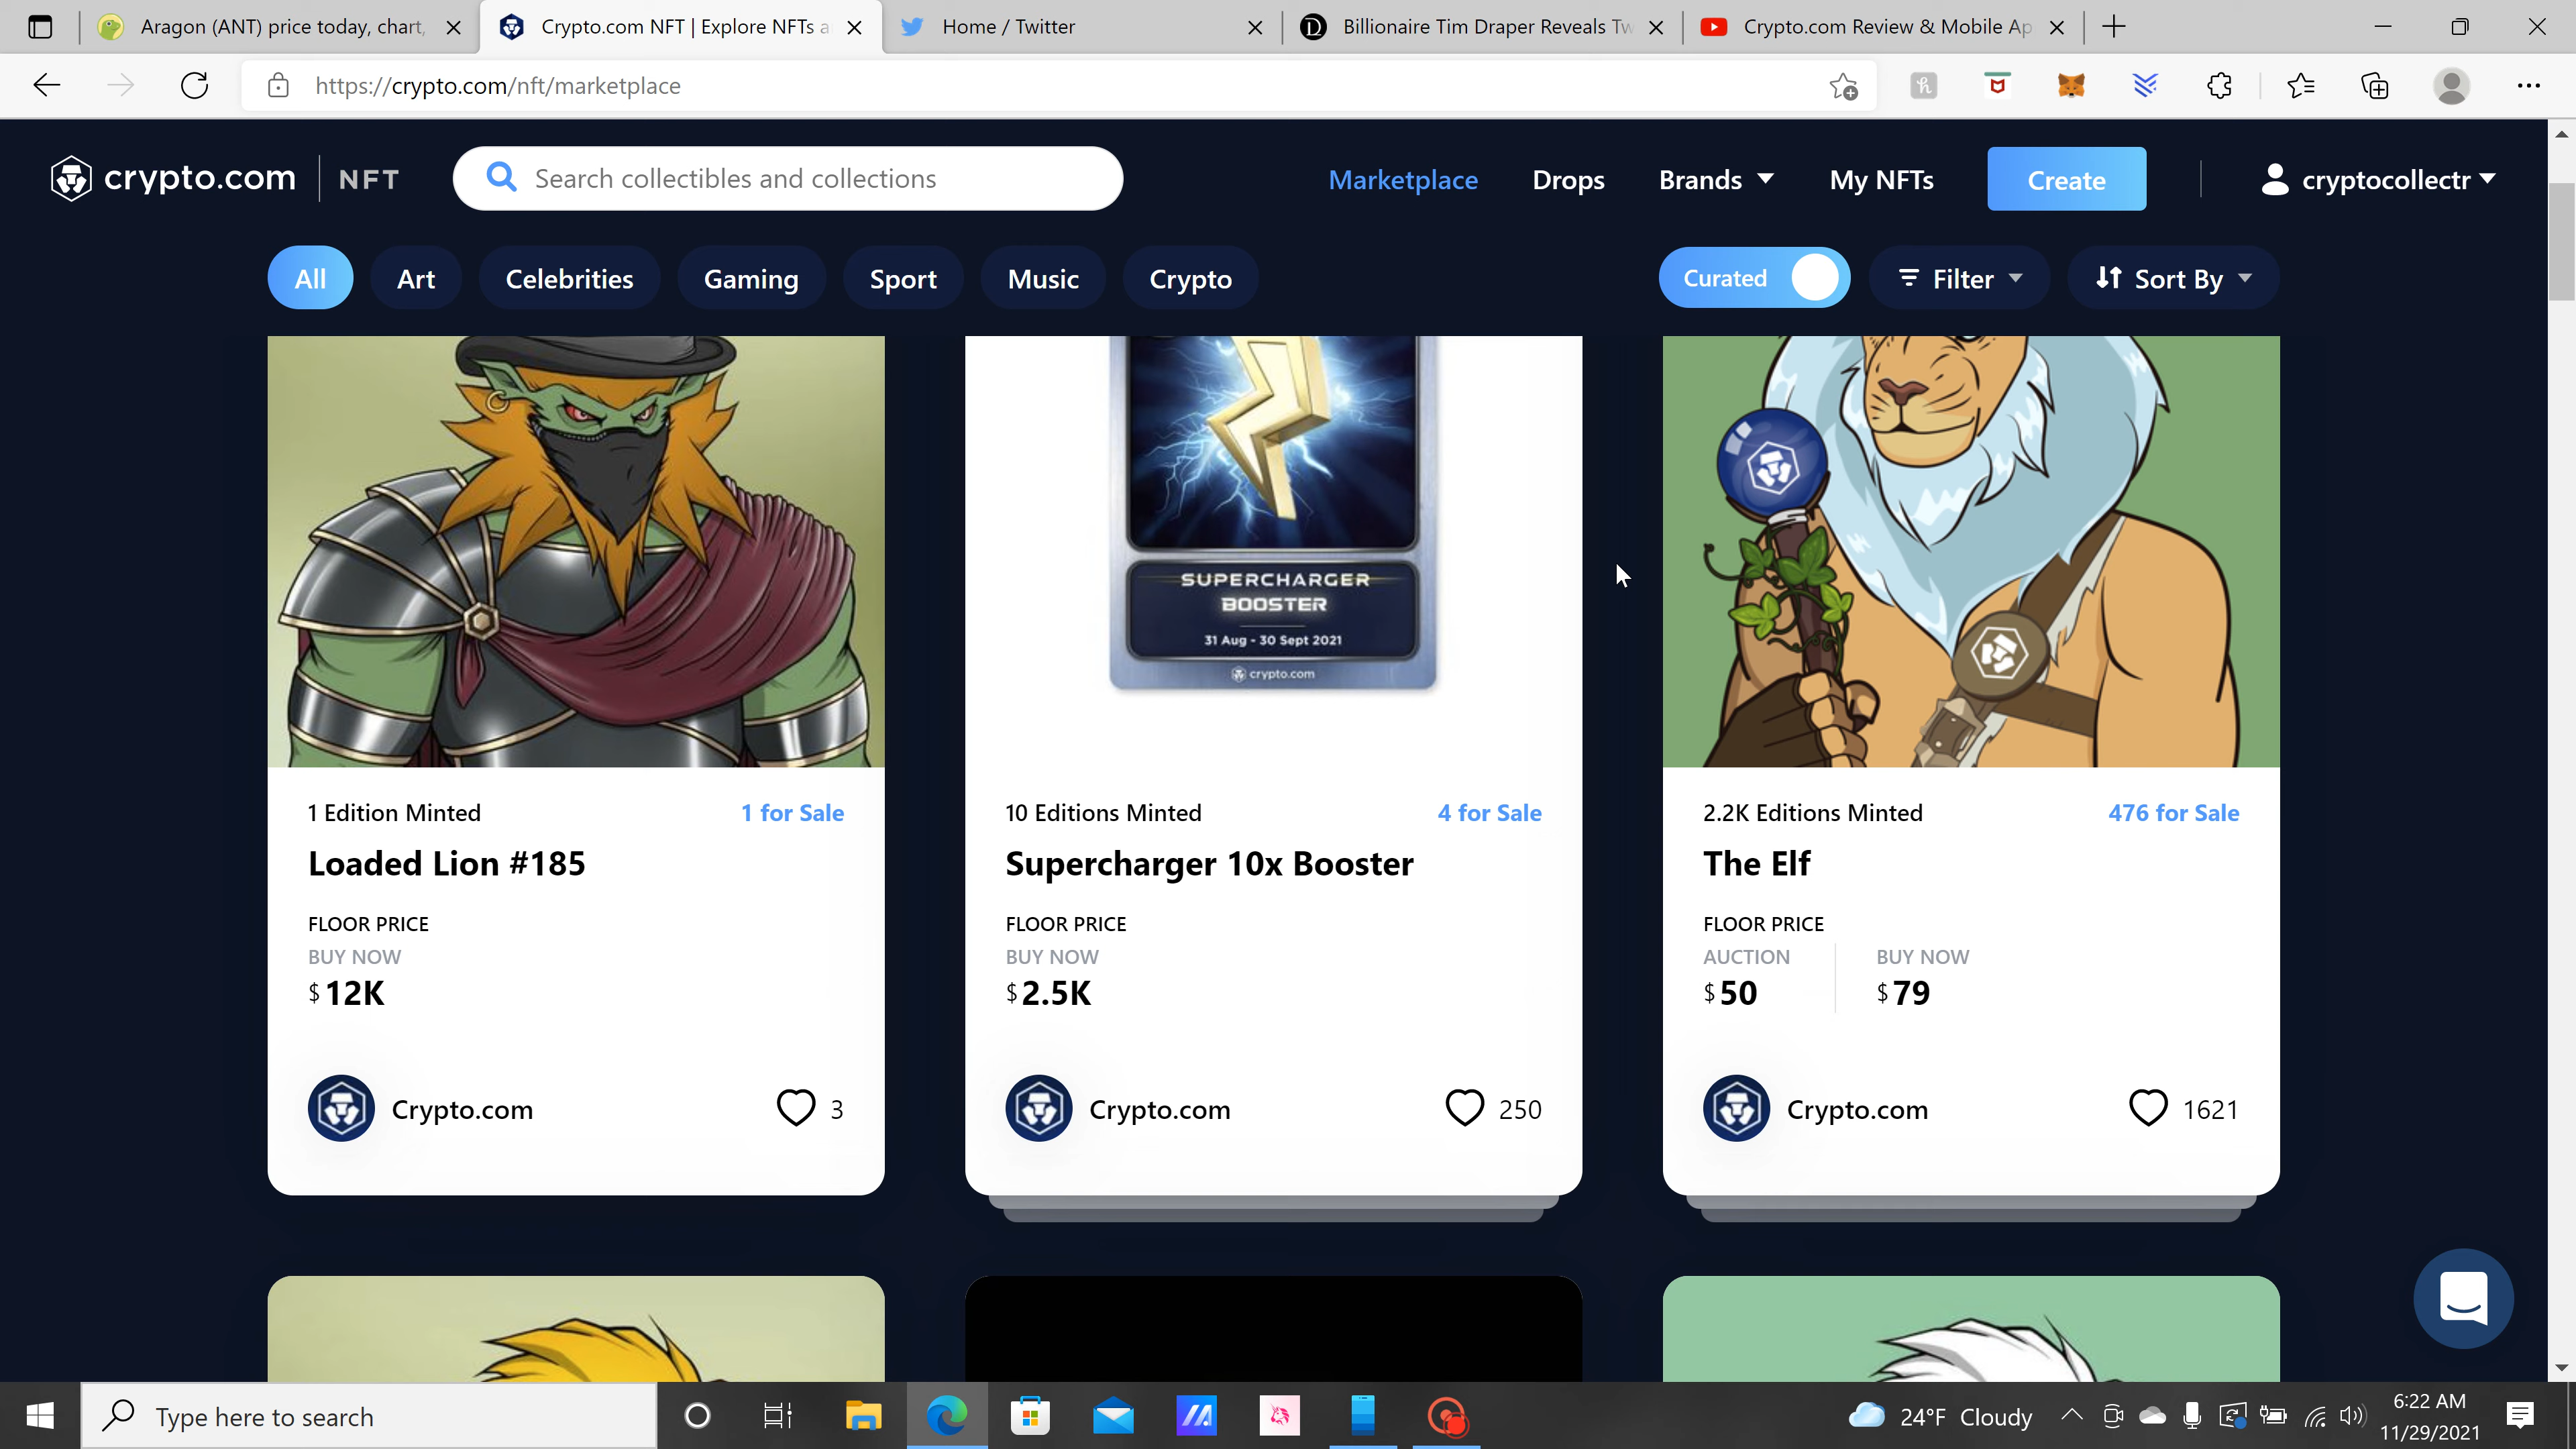 Aragon (ANT) price today, chart,
Crypto.com NFT | Explore NFTs a
Home / Twitter
Billionaire Tim Draper Reveals Tw
Crypto.com Review & Mobile Ap
https://crypto.com/nft/marketplace
crypto.com | NFT
Search collectibles and collections
Marketplace
Drops
Brands
My NFTs
Create
cryptocollectr
All
Art
Celebrities
Gaming
Sport
Music
Crypto
Curated
Filter
Sort By
SUPERCHARGER
BOOSTER
31 Aug - 30 Sept 2021
crypto.com
1 Edition Minted
1 for Sale
Loaded Lion #185
FLOOR PRICE
BUY NOW
$ 12K
Crypto.com
3
10 Editions Minted
4 for Sale
Supercharger 10x Booster
FLOOR PRICE
BUY NOW
$ 2.5K
Crypto.com
250
2.2K Editions Minted
476 for Sale
The Elf
FLOOR PRICE
AUCTION
BUY NOW
$ 50
$ 79
Crypto.com
1621
Type here to search
24°F Cloudy
6:22 AM
11/29/2021